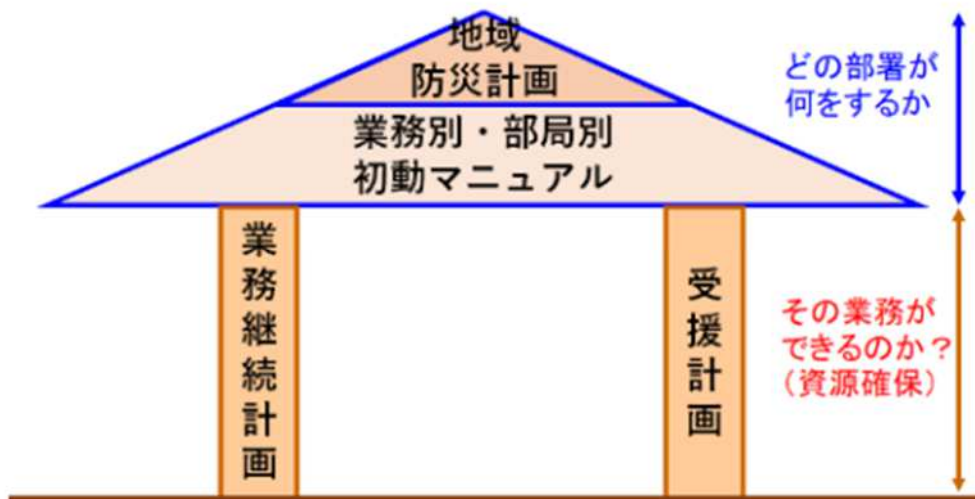 地域
防災計画
業務別・部局別
初動マニュアル
業務継続計画
受援計画
どの部署が
何をするか
その業務が
できるのか？
（資源確保）